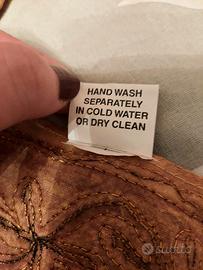 HAND WASH
SEPARATELY
IN COLD WATER
OR DRY CLEAN
subito